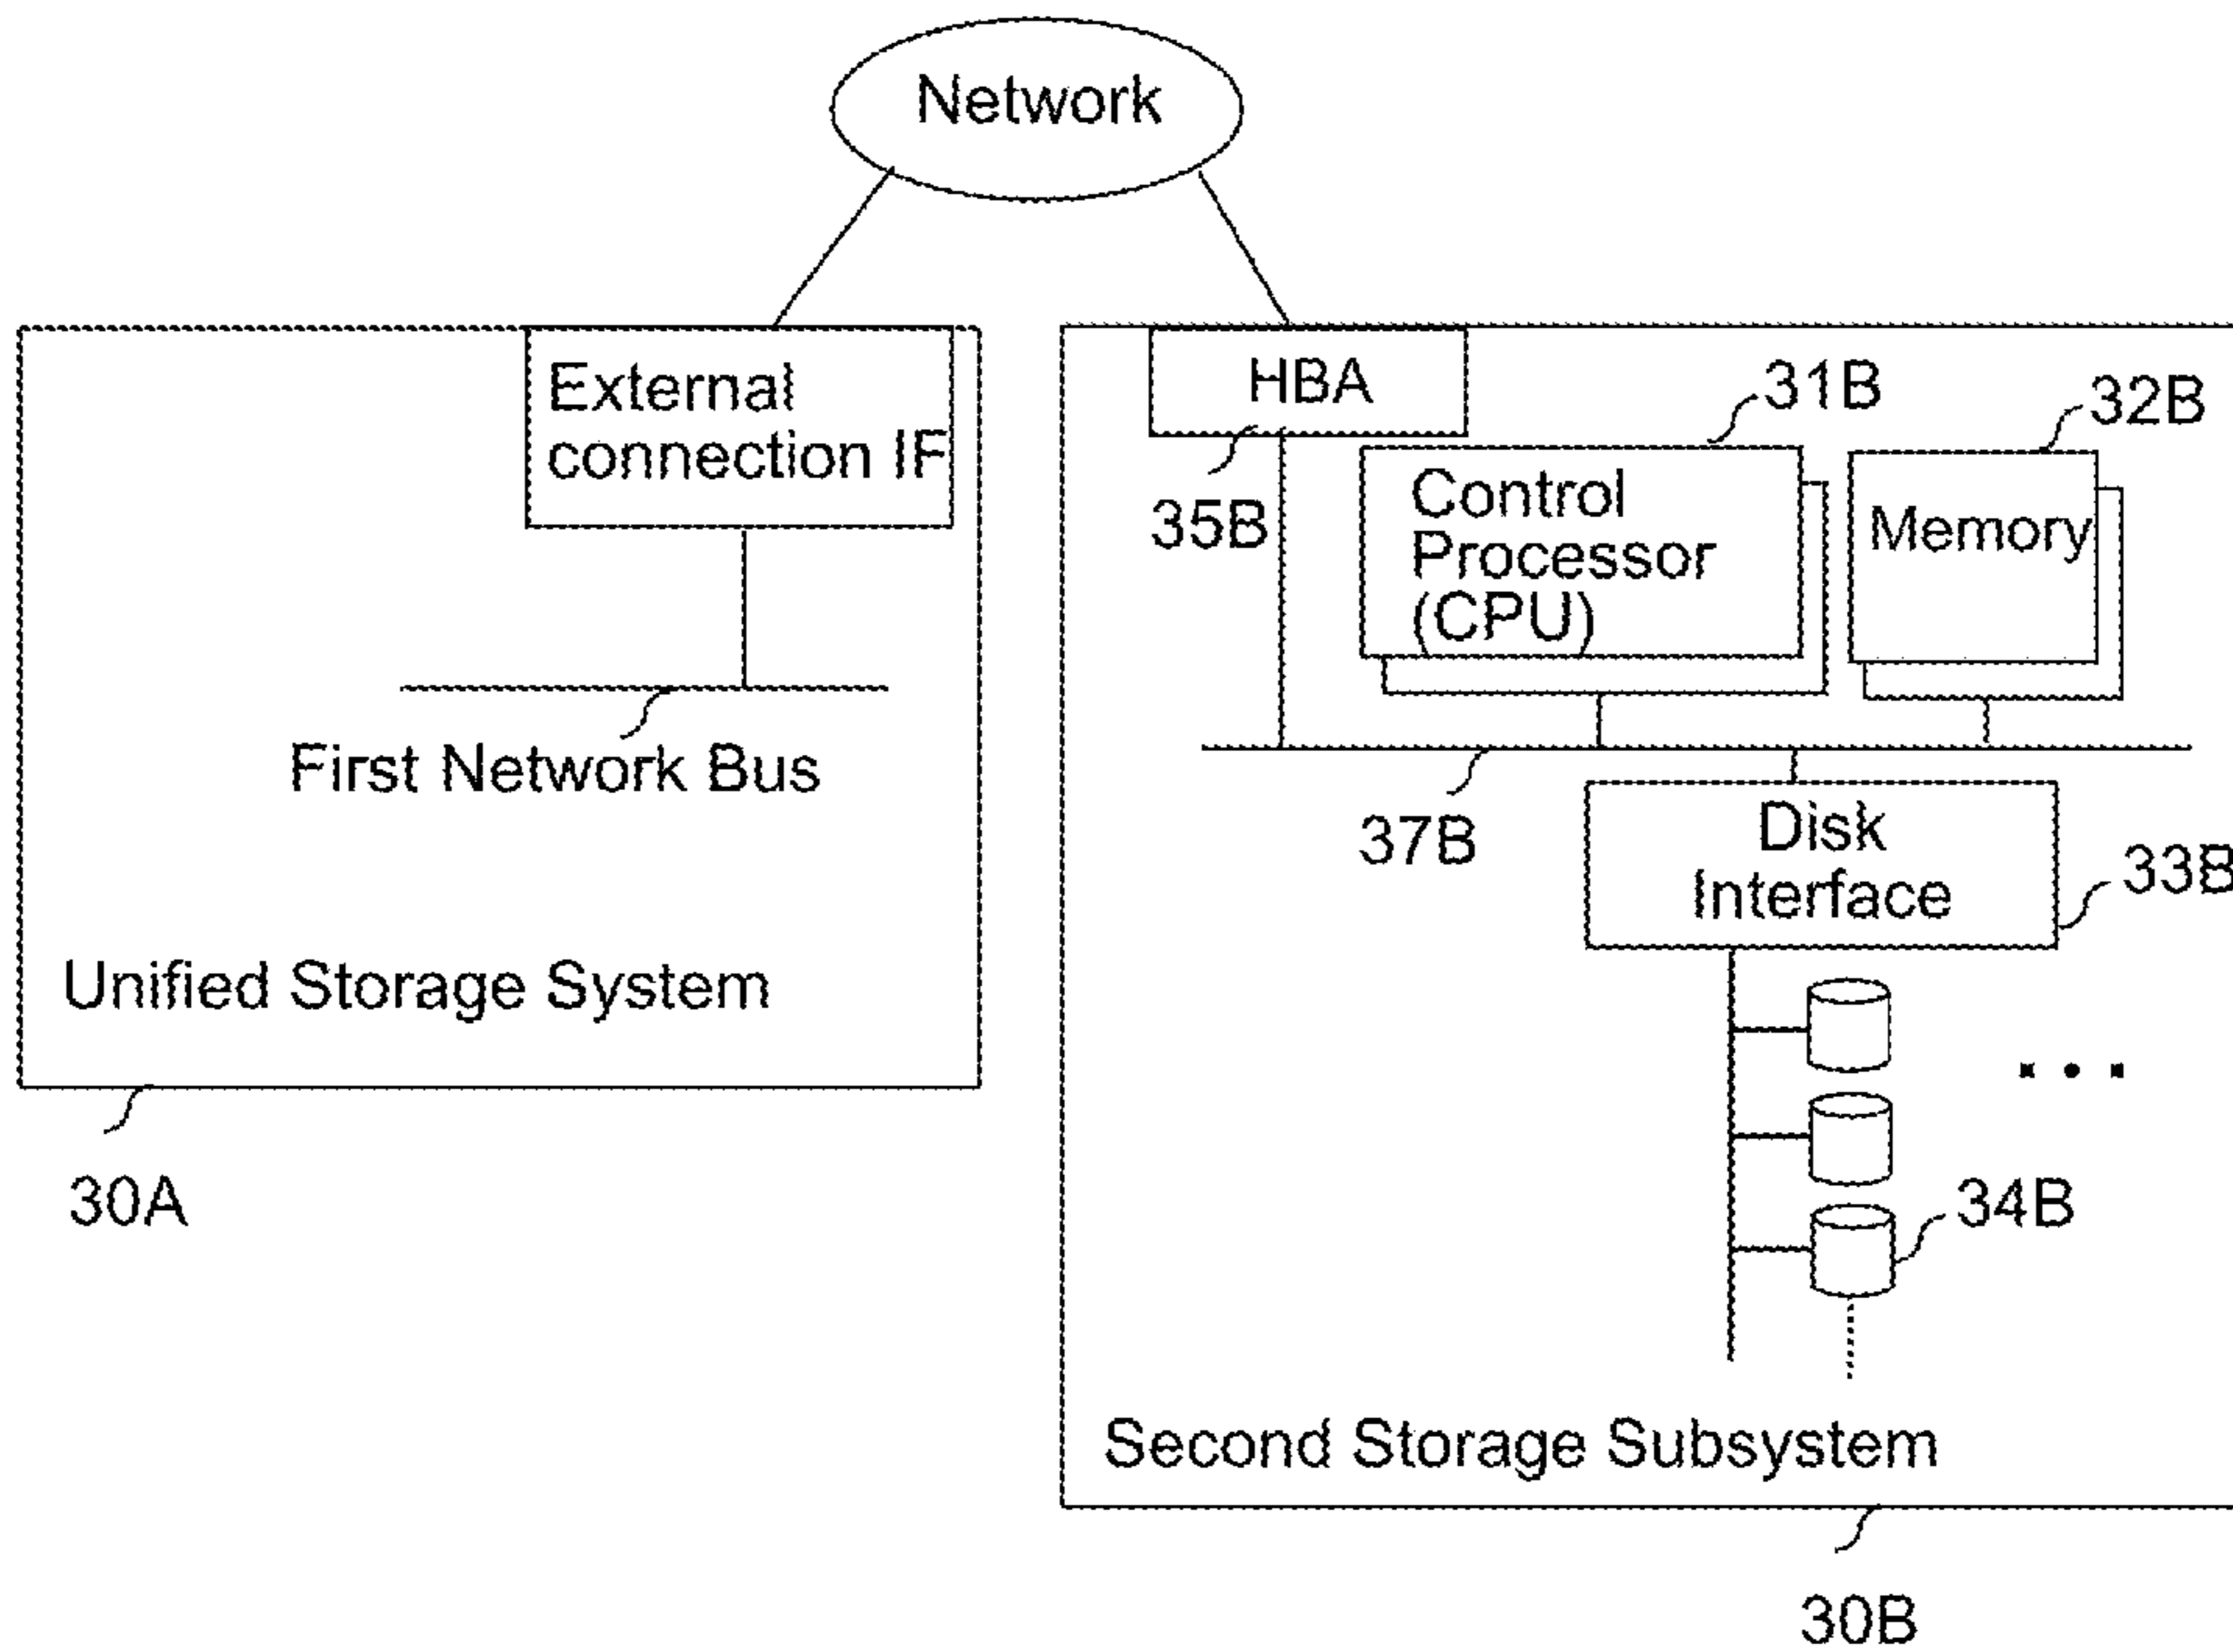 Network
External
connection IF
First Network Bus
Unified Storage System
30A
HBA
35B
31B
Control
Processor
(CPU)
32B
Memory
37B
Disk
Interface
33B
34B
Second Storage Subsystem
30B